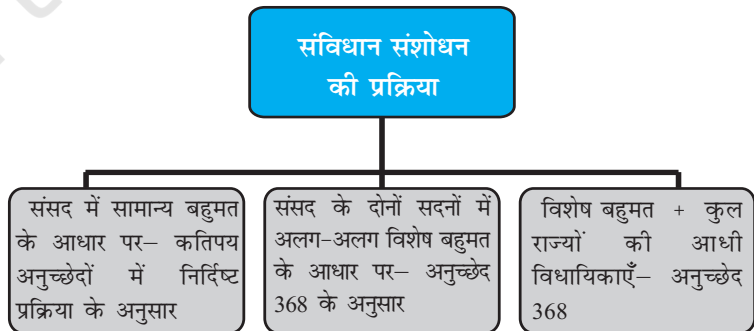 संविधान संशोधन
की प्रक्रिया
संसद में सामान्य बहुमत
के आधार पर– कतिपय
अनुच्छेदों में निर्दिष्ट
प्रक्रिया के अनुसार
संसद के दोनों सदनों में
अलग-अलग विशेष बहुमत
के आधार पर– अनुच्छेद
368 के अनुसार
विशेष बहुमत + कुल
राज्यों की आधी
विधायिकाएँ– अनुच्छेद
368